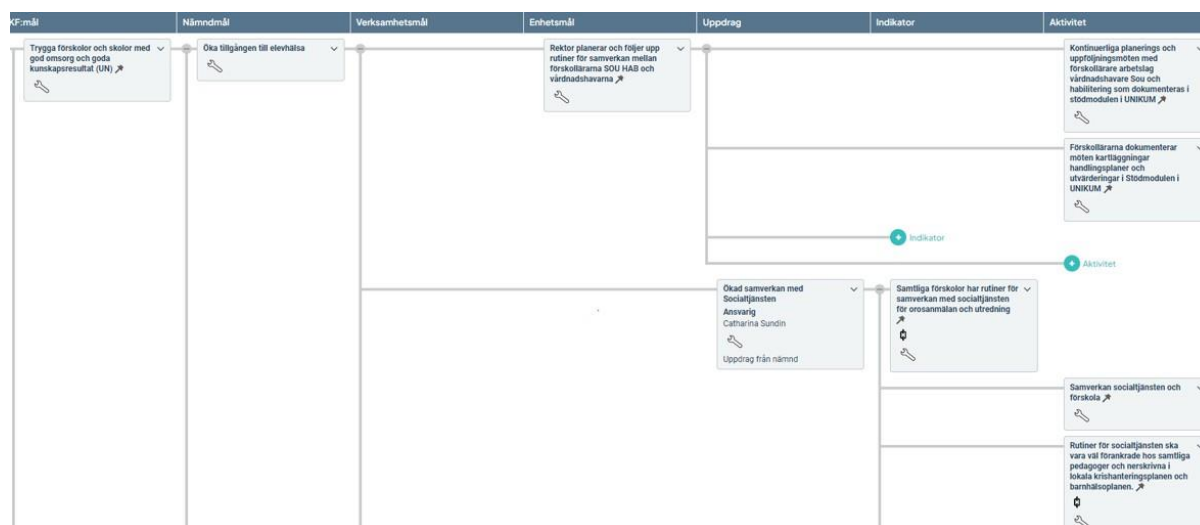 KF:mål
Nämndmål
Verksamhetsmål
Enhetsmål
Uppdrag
Indikator
Aktivitet
Trygga förskolor och skolor med
god omsorg och goda
kunskapsresultat (UN)
Öka tillgången till elevhälsa
Rektor planerar och följer upp
rutiner för samverkan mellan
förskollärarna SOU HAB och
vårdnadshavarna
Kontinuerliga planerings och
uppföljningsmöten med
förskollärare arbetslag
vårdnadshavare Sou och
habilitering som dokumenteras i
stödmodulen i UNIKUM
Förskollärarna dokumenterar
möten kartläggningar
handlingsplaner och
utvärderingar i Stödmodulen i
UNIKUM
Indikator
Aktivitet
Ökad samverkan med
Socialtjänsten
Ansvarig
Catharina Sundin
Uppdrag från nämnd
Samtliga förskolor har rutiner för
samverkan med socialtjänsten
för orosanmälan och utredning
Samverkan socialtjänsten och
förskola
Rutiner för socialtjänsten ska
vara väl förankrade hos samtliga
pedagoger och nerskrivna i
lokala krishanteringsplanen och
barnhälsoplanen.